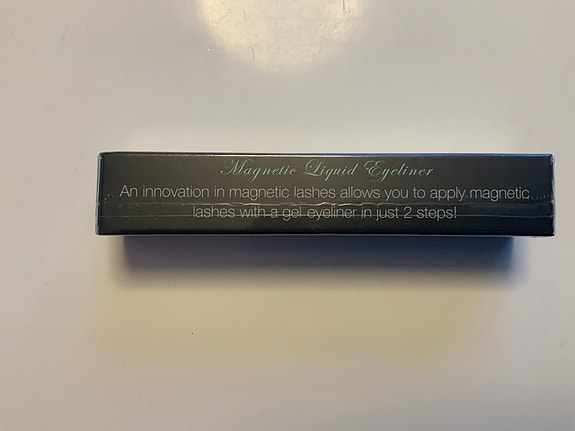 Magnetic Liquid Eyeliner
An innovation in magnetic lashes allows you to apply magnetic
lashes with a gel eyeliner in just 2 steps!